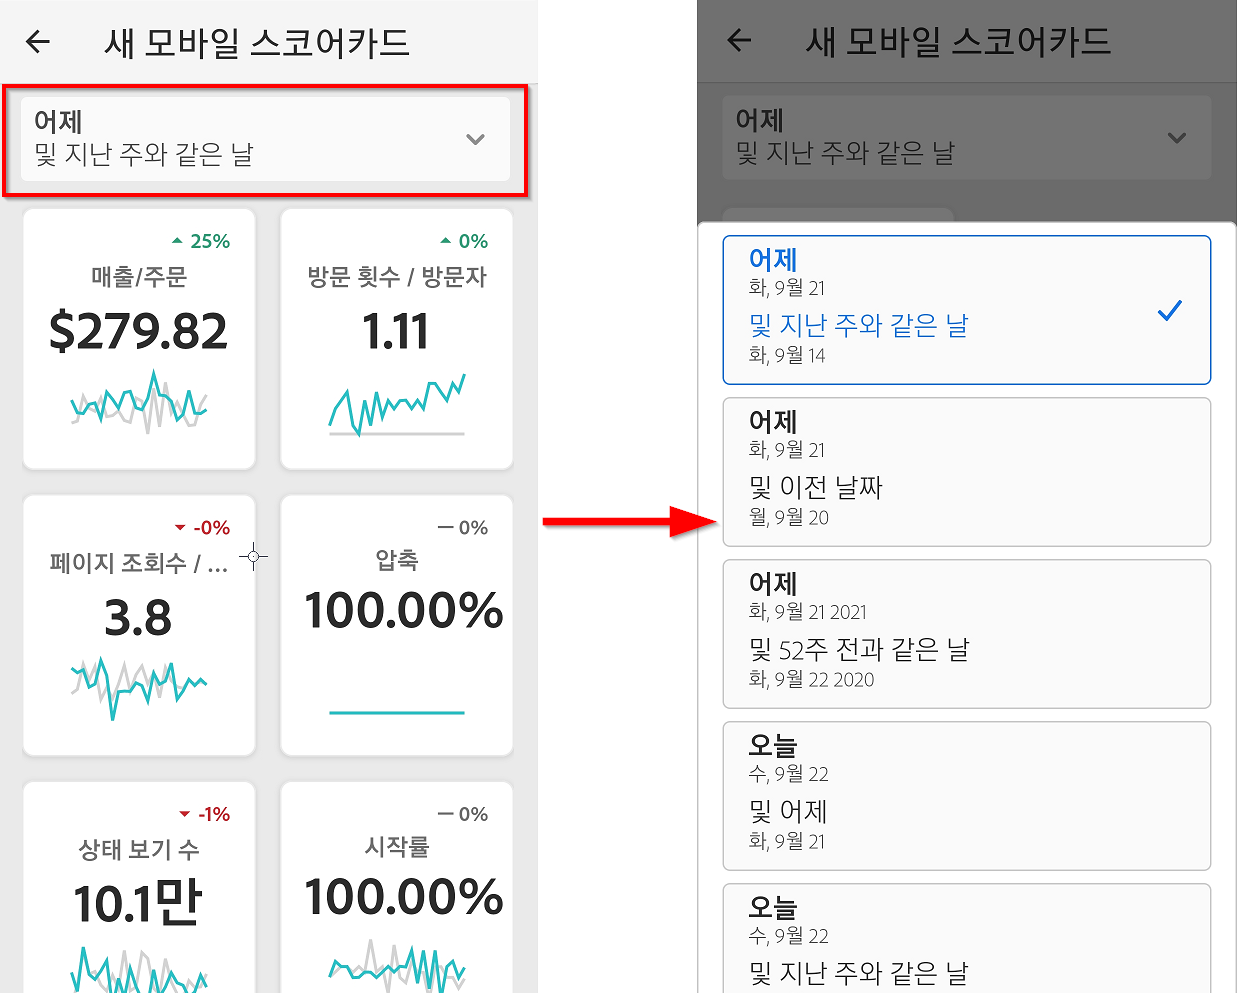 새 모바일 스코어카드
어제
및 지난 주와 같은 날
25%
매출/주문
$279.82
0%
방문 횟수 / 방문자
1.11
-0%
페이지 조회수 / ...
3.8
0%
압축
100.00%
-1%
상태 보기 수
10.1만
0%
시작률
100.00%
새 모바일 스코어카드
어제
및 지난 주와 같은 날
어제
화, 9월 21
및 지난 주와 같은 날
화, 9월 14
어제
화, 9월 21
및 이전 날짜
월, 9월 20
어제
화, 9월 21 2021
및 52주 전과 같은 날
화, 9월 22 2020
오늘
수, 9월 22
및 어제
화, 9월 21
오늘
수, 9월 22
및 지난 주와 같은 날